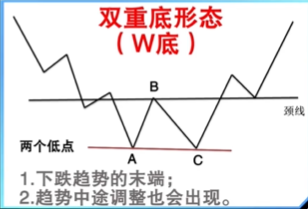 双重底形态
（W底）
B
颈线
两个低点
A
C
1.下跌趋势的末端；
2.趋势中途调整也会出现。